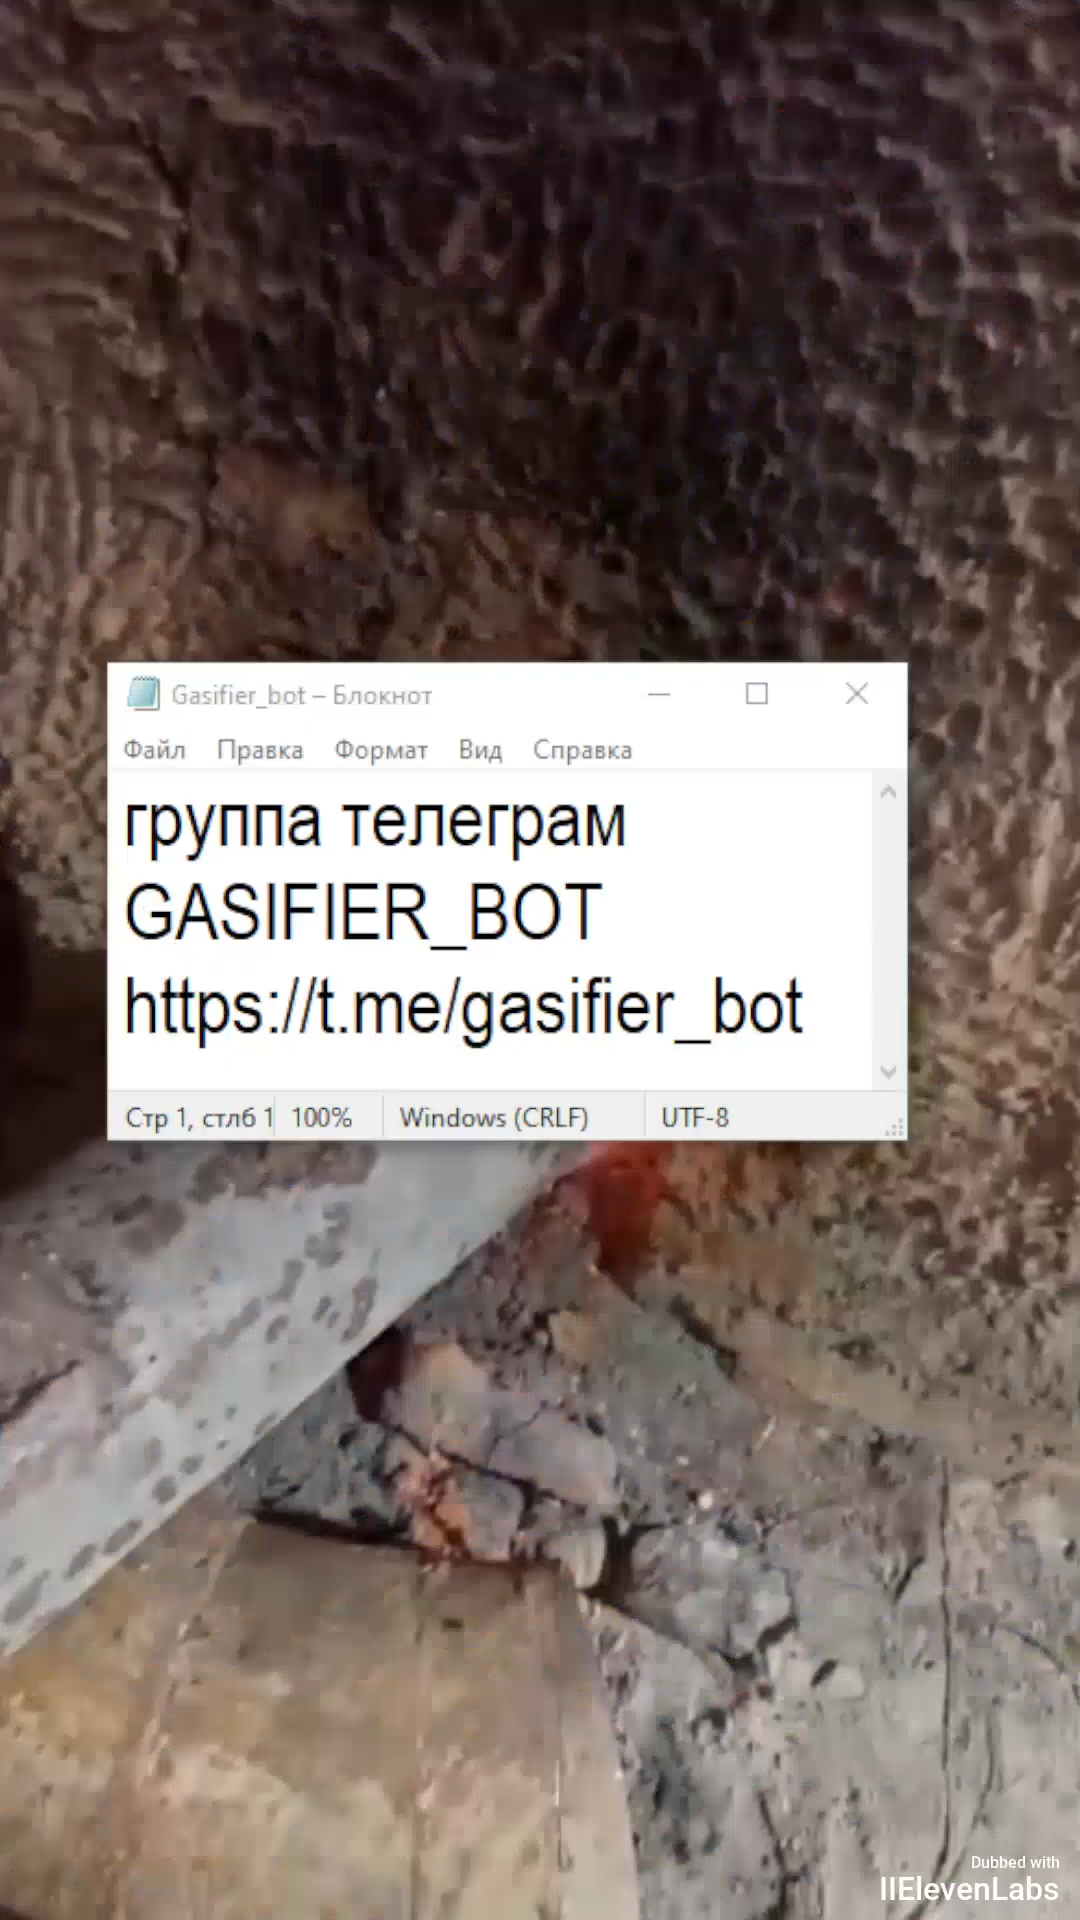 Gasifier_bot – Блокнот
Файл Правка Формат Вид Справка
группа телеграм
GASIFIER_BOT
https://t.me/gasifier_bot
Стр 1, стлб 1 100% Windows (CRLF) UTF-8
Dubbed with
IIElevenLabs